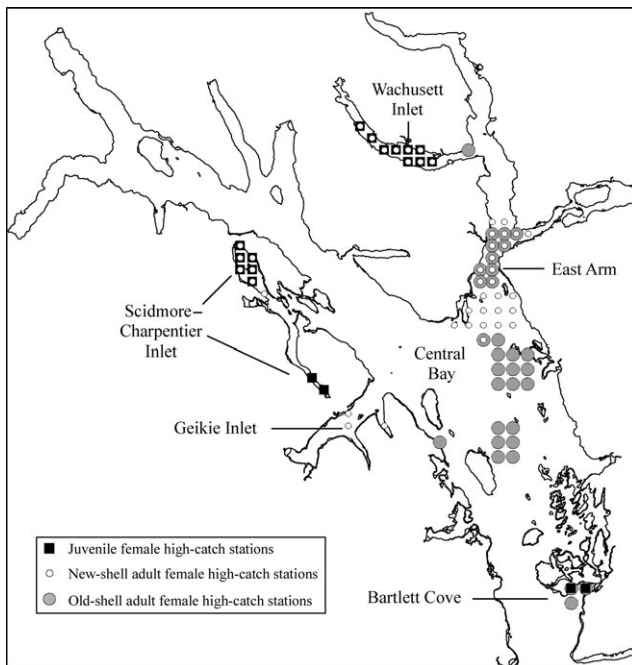 Wachusett
Inlet
East Arm
Scidmore–
Charpentier
Inlet
Central
Bay
Geikie Inlet
Juvenile female high-catch stations
New-shell adult female high-catch stations
Old-shell adult female high-catch stations
Bartlett Cove